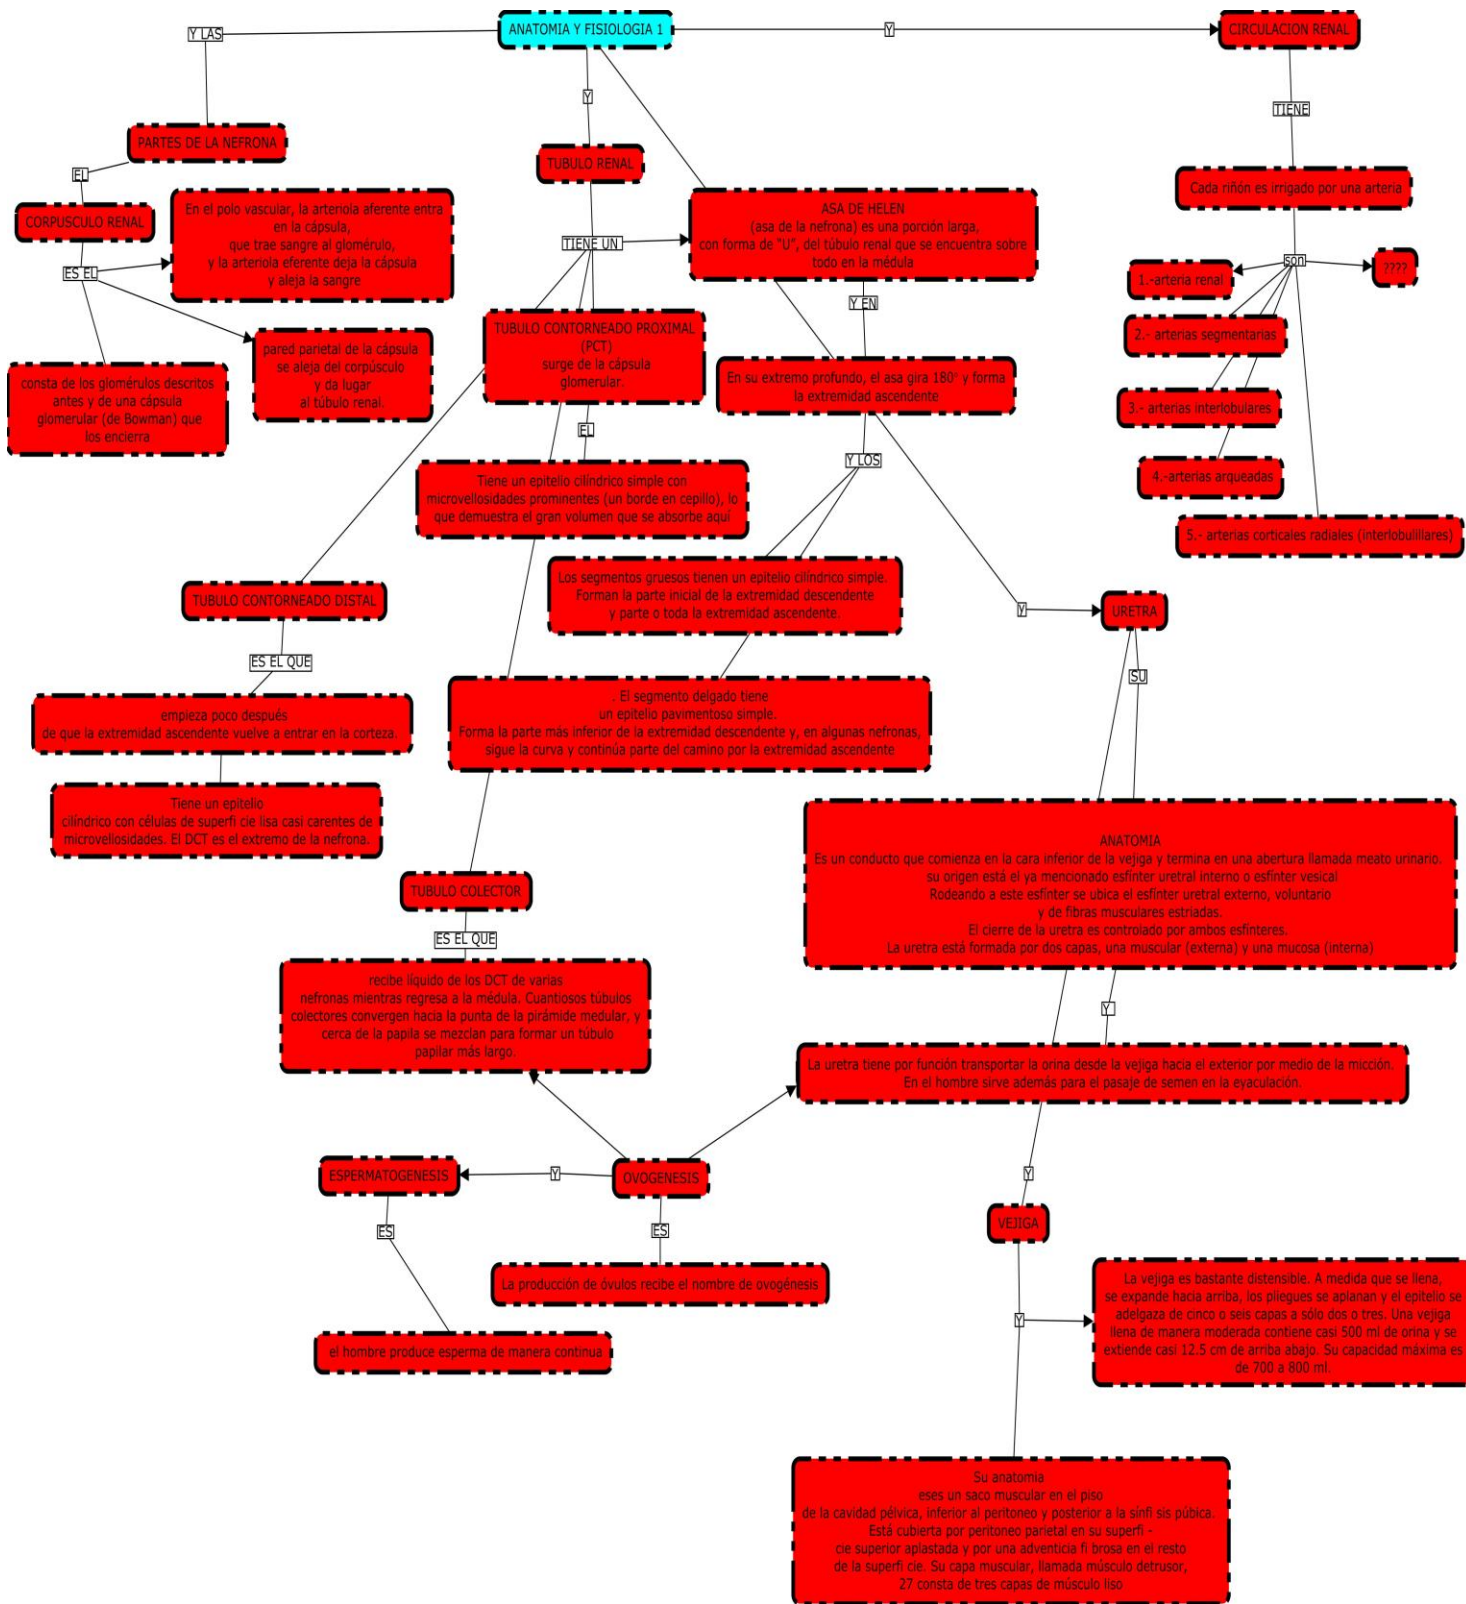 ANATOMIA Y FISIOLOGIA 1
Y LAS
Y
CIRCULACION RENAL
Y
TIENE
PARTES DE LA NEFRONA
TUBULO RENAL
EL
Cada riñón es irrigado por una arteria
CORPUSCULO RENAL
En el polo vascular, la arteriola aferente entra
en la cápsula,
que trae sangre al glomérulo,
y la arteriola eferente deja la cápsula
y aleja la sangre
ES EL
TIENE UN
ASA DE HELEN
(asa de la nefrona) es una porción larga,
con forma de “U”, del túbulo renal que se encuentra sobre
todo en la médula
son
????
1.-arteria renal
2.- arterias segmentarias
3.- arterias interlobulares
4.-arterias arqueadas
5.- arterias corticales radiales (interlobulillares)
pared parietal de la cápsula
se aleja del corpúsculo
y da lugar
al túbulo renal.
consta de los glomérulos descritos
antes y de una cápsula
glomerular (de Bowman) que
los encierra
TUBULO CONTORNEADO PROXIMAL
(PCT)
surge de la cápsula
glomerular.
Y EN
En su extremo profundo, el asa gira 180° y forma
la extremidad ascendente
EL
Y LOS
Tiene un epitelio cilíndrico simple con
microvellosidades prominentes (un borde en cepillo), lo
que demuestra el gran volumen que se absorbe aquí
Los segmentos gruesos tienen un epitelio cilíndrico simple.
Forman la parte inicial de la extremidad descendente
y parte o toda la extremidad ascendente.
TUBULO CONTORNEADO DISTAL
y
URETRA
ES EL QUE
SU
empieza poco después
de que la extremidad ascendente vuelve a entrar en la corteza.
. El segmento delgado tiene
un epitelio pavimentoso simple.
Forma la parte más inferior de la extremidad descendente y, en algunas nefronas,
sigue la curva y continúa parte del camino por la extremidad ascendente
Tiene un epitelio
cilíndrico con células de superfi cie lisa casi carentes de
microvellosidades. El DCT es el extremo de la nefrona.
ANATOMIA
Es un conducto que comienza en la cara inferior de la vejiga y termina en una abertura llamada meato urinario.
su origen está el ya mencionado esfínter uretral interno o esfínter vesical
Rodeando a este esfínter se ubica el esfínter uretral externo, voluntario
y de fibras musculares estriadas.
El cierre de la uretra es controlado por ambos esfínteres.
La uretra está formada por dos capas, una muscular (externa) y una mucosa (interna)
TUBULO COLECTOR
ES EL QUE
recibe líquido de los DCT de varias
nefronas mientras regresa a la médula. Cuantiosos túbulos
colectores convergen hacia la punta de la pirámide medular, y
cerca de la papila se mezclan para formar un túbulo
papilar más largo.
Y
La uretra tiene por función transportar la orina desde la vejiga hacia el exterior por medio de la micción.
En el hombre sirve además para el pasaje de semen en la eyaculación.
ESPERMATOGENESIS
Y
OVOGENESIS
Y
ES
ES
VEJIGA
La producción de óvulos recibe el nombre de ovogénesis
el hombre produce esperma de manera continua
Y
La vejiga es bastante distensible. A medida que se llena,
se expande hacia arriba, los pliegues se aplanan y el epitelio se
adelgaza de cinco o seis capas a sólo dos o tres. Una vejiga
llena de manera moderada contiene casi 500 ml de orina y se
extiende casi 12.5 cm de arriba abajo. Su capacidad máxima es
de 700 a 800 ml.
Su anatomia
eses un saco muscular en el piso
de la cavidad pélvica, inferior al peritoneo y posterior a la sínfi sis púbica.
Está cubierta por peritoneo parietal en su superfi -
cie superior aplastada y por una adventicia fi brosa en el resto
de la superfi cie. Su capa muscular, llamada músculo detrusor,
27 consta de tres capas de músculo liso